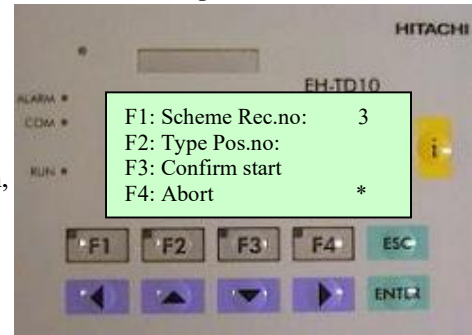 HITACHI
EH-TD10
ALARM
COM
RUN
F1: Scheme Rec.no: 3
F2: Type Pos.no:
F3: Confirm start
F4: Abort *
i
F1 F2 F3 F4 ESC
ENTER